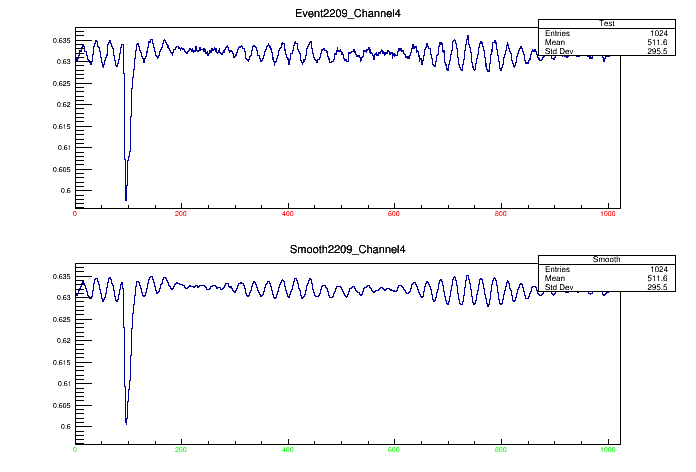 Event2209_Channel4
Test
Entries 1024
Mean 511.6
Std Dev 295.5
0.635
0.63
0.625
0.62
0.615
0.61
0.605
0.6
0 200 400 600 800 1000
Smooth2209_Channel4
Smooth
Entries 1024
Mean 511.6
Std Dev 295.5
0.635
0.63
0.625
0.62
0.615
0.61
0.605
0.6
0 200 400 600 800 1000